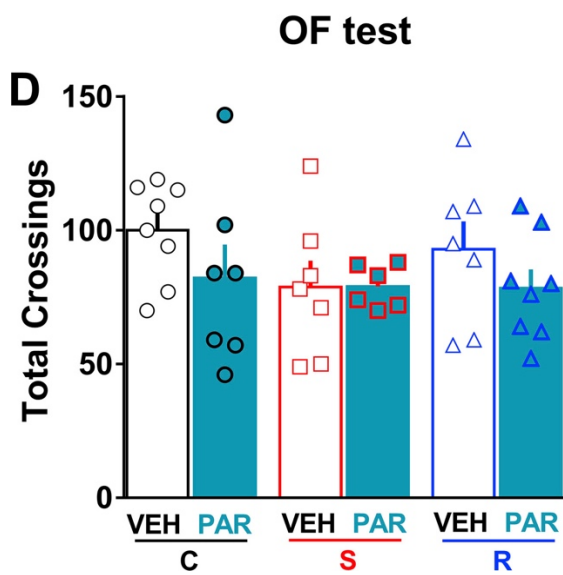 OF test
D
150
100
50
0
Total Crossings
VEH PAR VEH PAR VEH PAR
C S R